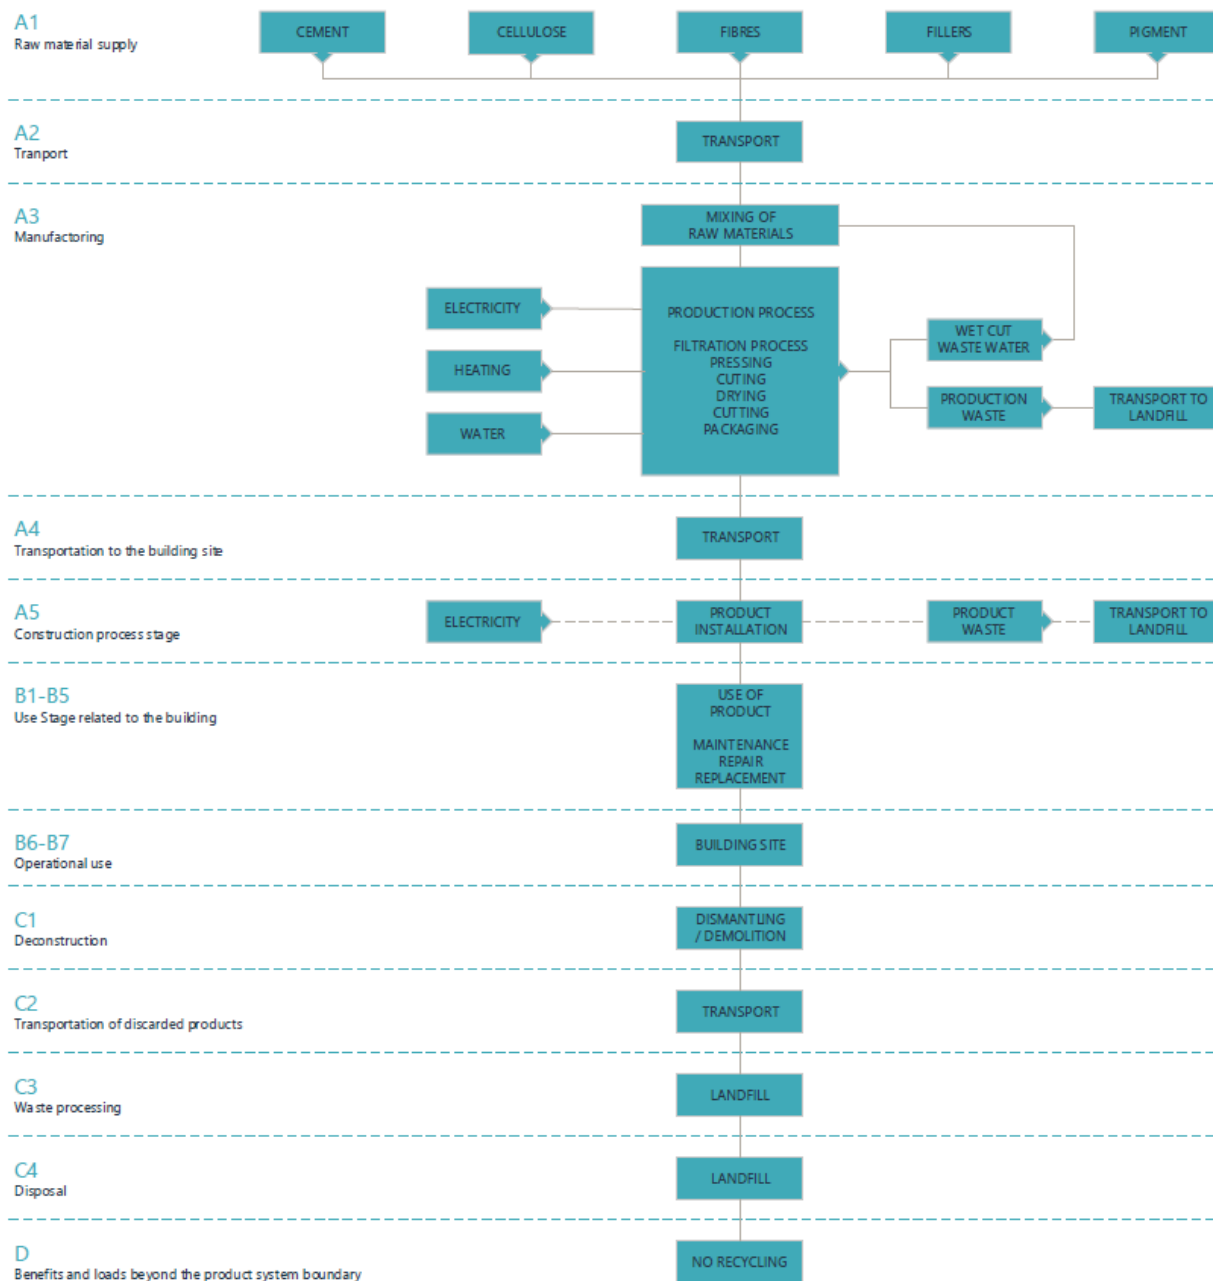 A1
Raw material supply
CEMENT
CELLULOSE
FIBRES
FILLERS
PIGMENT
A2
Tranport
TRANSPORT
A3
Manufactoring
MIXING OF
RAW MATERIALS
ELECTRICITY
HEATING
WATER
PRODUCTION PROCESS
FILTRATION PROCESS
PRESSING
CUTING
DRYING
CUTTING
PACKAGING
WET CUT
WASTE WATER
PRODUCTION
WASTE
TRANSPORT TO
LANDFILL
A4
Transportation to the building site
TRANSPORT
A5
Construction process stage
ELECTRICITY
PRODUCT
INSTALLATION
PRODUCT
WASTE
TRANSPORT TO
LANDFILL
B1-B5
Use Stage related to the building
USE OF
PRODUCT
MAINTENANCE
REPAIR
REPLACEMENT
B6-B7
Operational use
BUILDING SITE
C1
Deconstruction
DISMANTLING
/ DEMOLITION
C2
Transportation of discarded products
TRANSPORT
C3
Waste processing
LANDFILL
C4
Disposal
LANDFILL
D
Benefits and loads beyond the product system boundary
NO RECYCLING